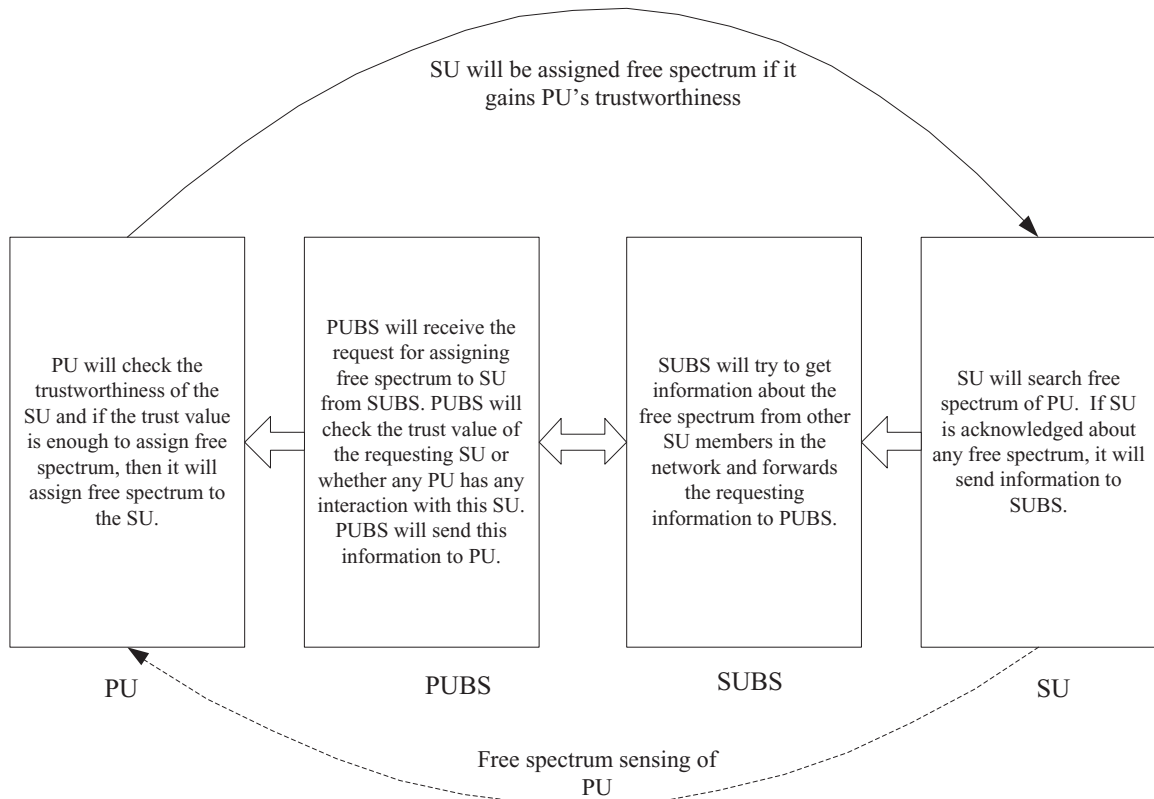 SU will be assigned free spectrum if it
gains PU's trustworthiness
PU will check the
trustworthiness of the
SU and if the trust value
is enough to assign free
spectrum, then it will
assign free spectrum to
the SU.
PUBS will receive the
request for assigning
free spectrum to SU
from SUBS. PUBS will
check the trust value of
the requesting SU or
whether any PU has any
interaction with this SU.
PUBS will send this
information to PU.
SUBS will try to get
information about the
free spectrum from other
SU members in the
network and forwards
the requesting
information to PUBS.
SU will search free
spectrum of PU. If SU
is acknowledged about
any free spectrum, it will
send information to
SUBS.
PU
PUBS
SUBS
SU
Free spectrum sensing of
PU